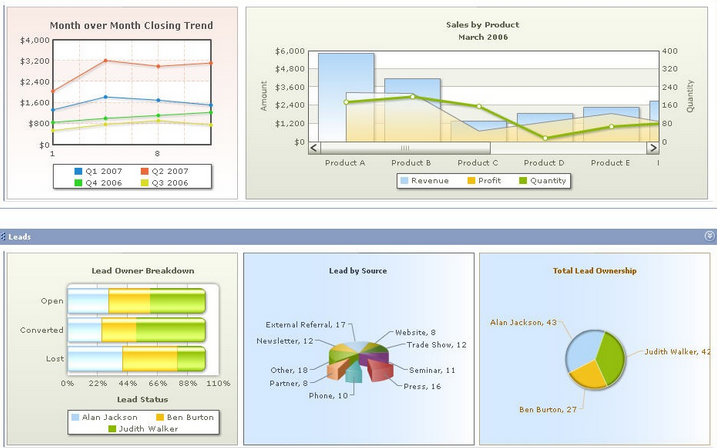 Month over Month Closing Trend
$4,000
$3,200
$2,400
$1,600
$800
$0
1 8
Q1 2007 Q2 2007
Q4 2006 Q3 2006
Sales by Product
March 2006
Amount
$6,000
$4,800
$3,600
$2,400
$1,200
$0
400
320
240
160
80
0
Quantity
Product A Product B Product C Product D Product E
Revenue Profit Quantity
Leads
Lead Owner Breakdown
Open
Converted
Lost
0% 22% 44% 66% 88% 110%
Lead Status
Alan Jackson Ben Burton
Judith Walker
Lead by Source
External Referral, 17
Website, 8
Newsletter, 12
Trade Show, 12
Other, 18
Seminar, 11
Partner, 8
Press, 16
Phone, 10
Total Lead Ownership
Alan Jackson, 43
Judith Walker, 42
Ben Burton, 27